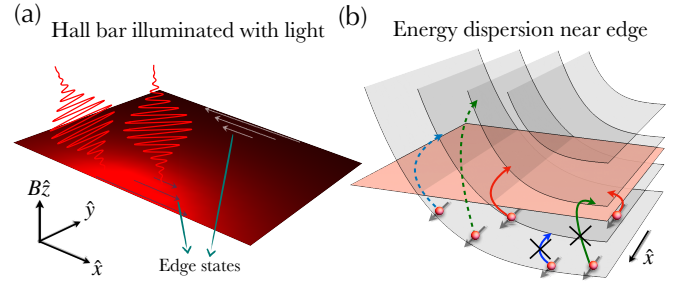 (a)
Hall bar illuminated with light
Bẑ
ŷ
x̂
Edge states
(b)
Energy dispersion near edge
x̂